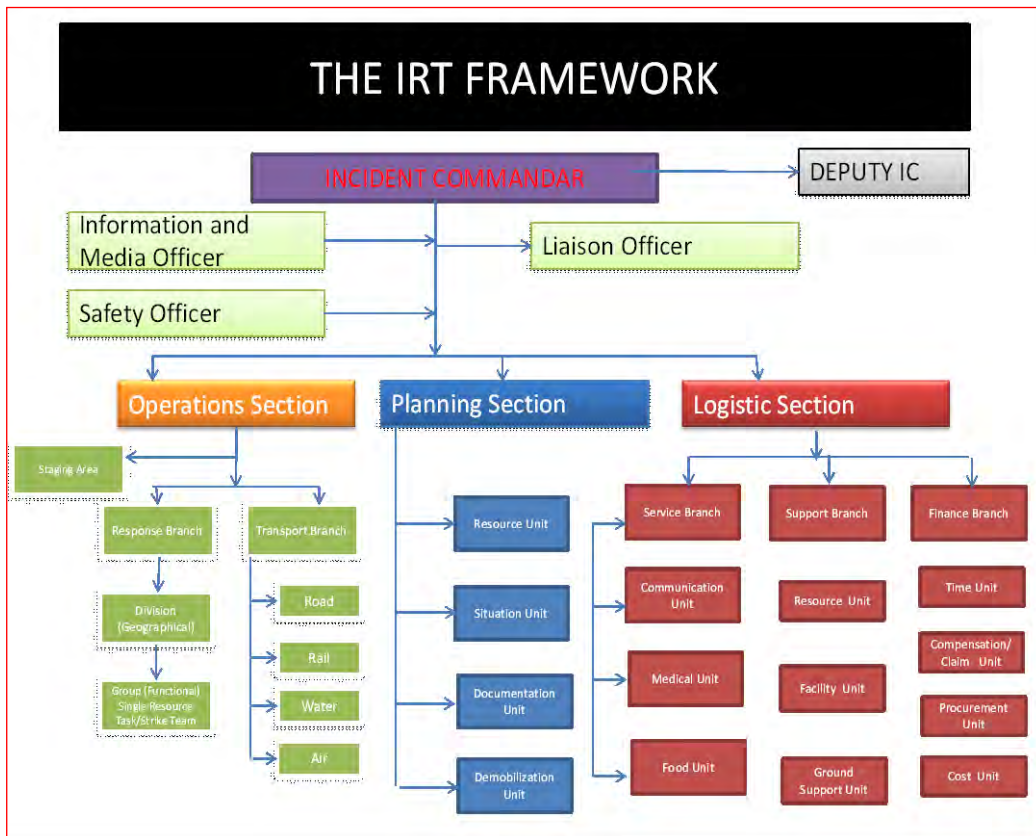 THE IRT FRAMEWORK
INCIDENT COMMANDAR
DEPUTY IC
Information and
Media Officer
Liaison Officer
Safety Officer
Operations Section
Planning Section
Logistic Section
Staging Area
Response Branch
Transport Branch
Division
(Geographical)
Group (Functional)
Single Resource
Task/Strike Team
Road
Rail
Water
Air
Resource Unit
Situation Unit
Documentation
Unit
Demobilization
Unit
Service Branch
Support Branch
Finance Branch
Communication
Unit
Resource Unit
Time Unit
Compensation/
Claim Unit
Medical Unit
Facility Unit
Procurement
Unit
Food Unit
Ground
Support Unit
Cost Unit